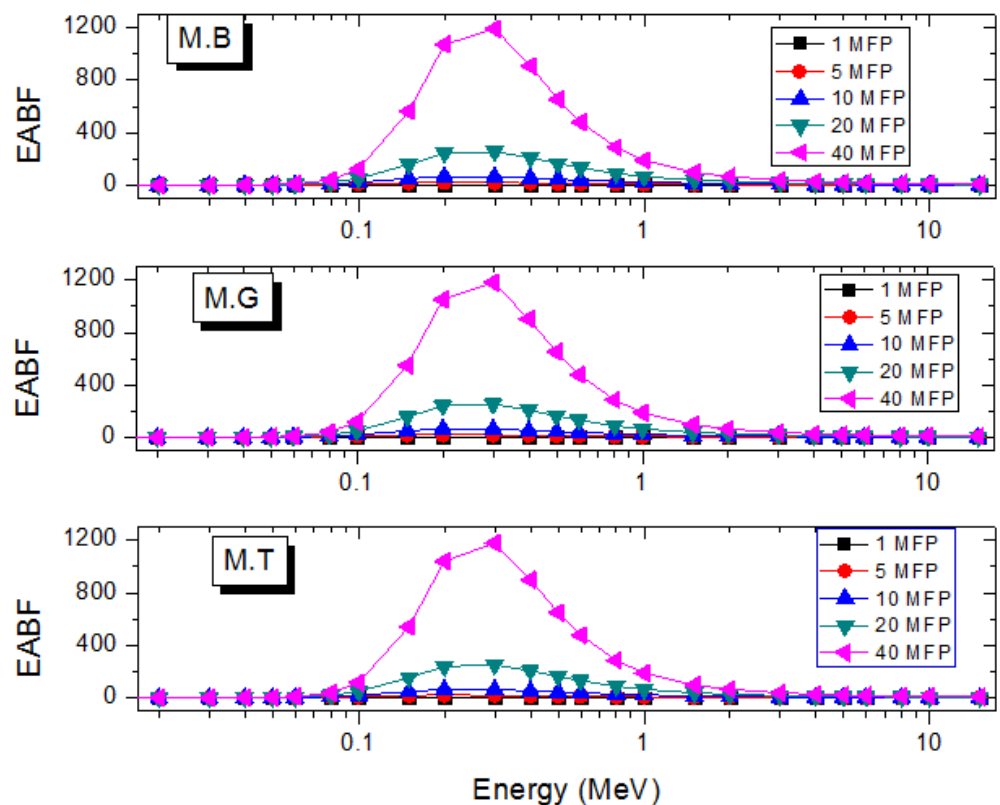 M.B
EABF
1200
800
400
0
0.1
1
10
1 MFP
5 MFP
10 MFP
20 MFP
40 MFP
M.G
EABF
1200
800
400
0
0.1
1
10
1 MFP
5 MFP
10 MFP
20 MFP
40 MFP
M.T
EABF
1200
800
400
0
0.1
1
10
1 MFP
5 MFP
10 MFP
20 MFP
40 MFP
Energy (MeV)